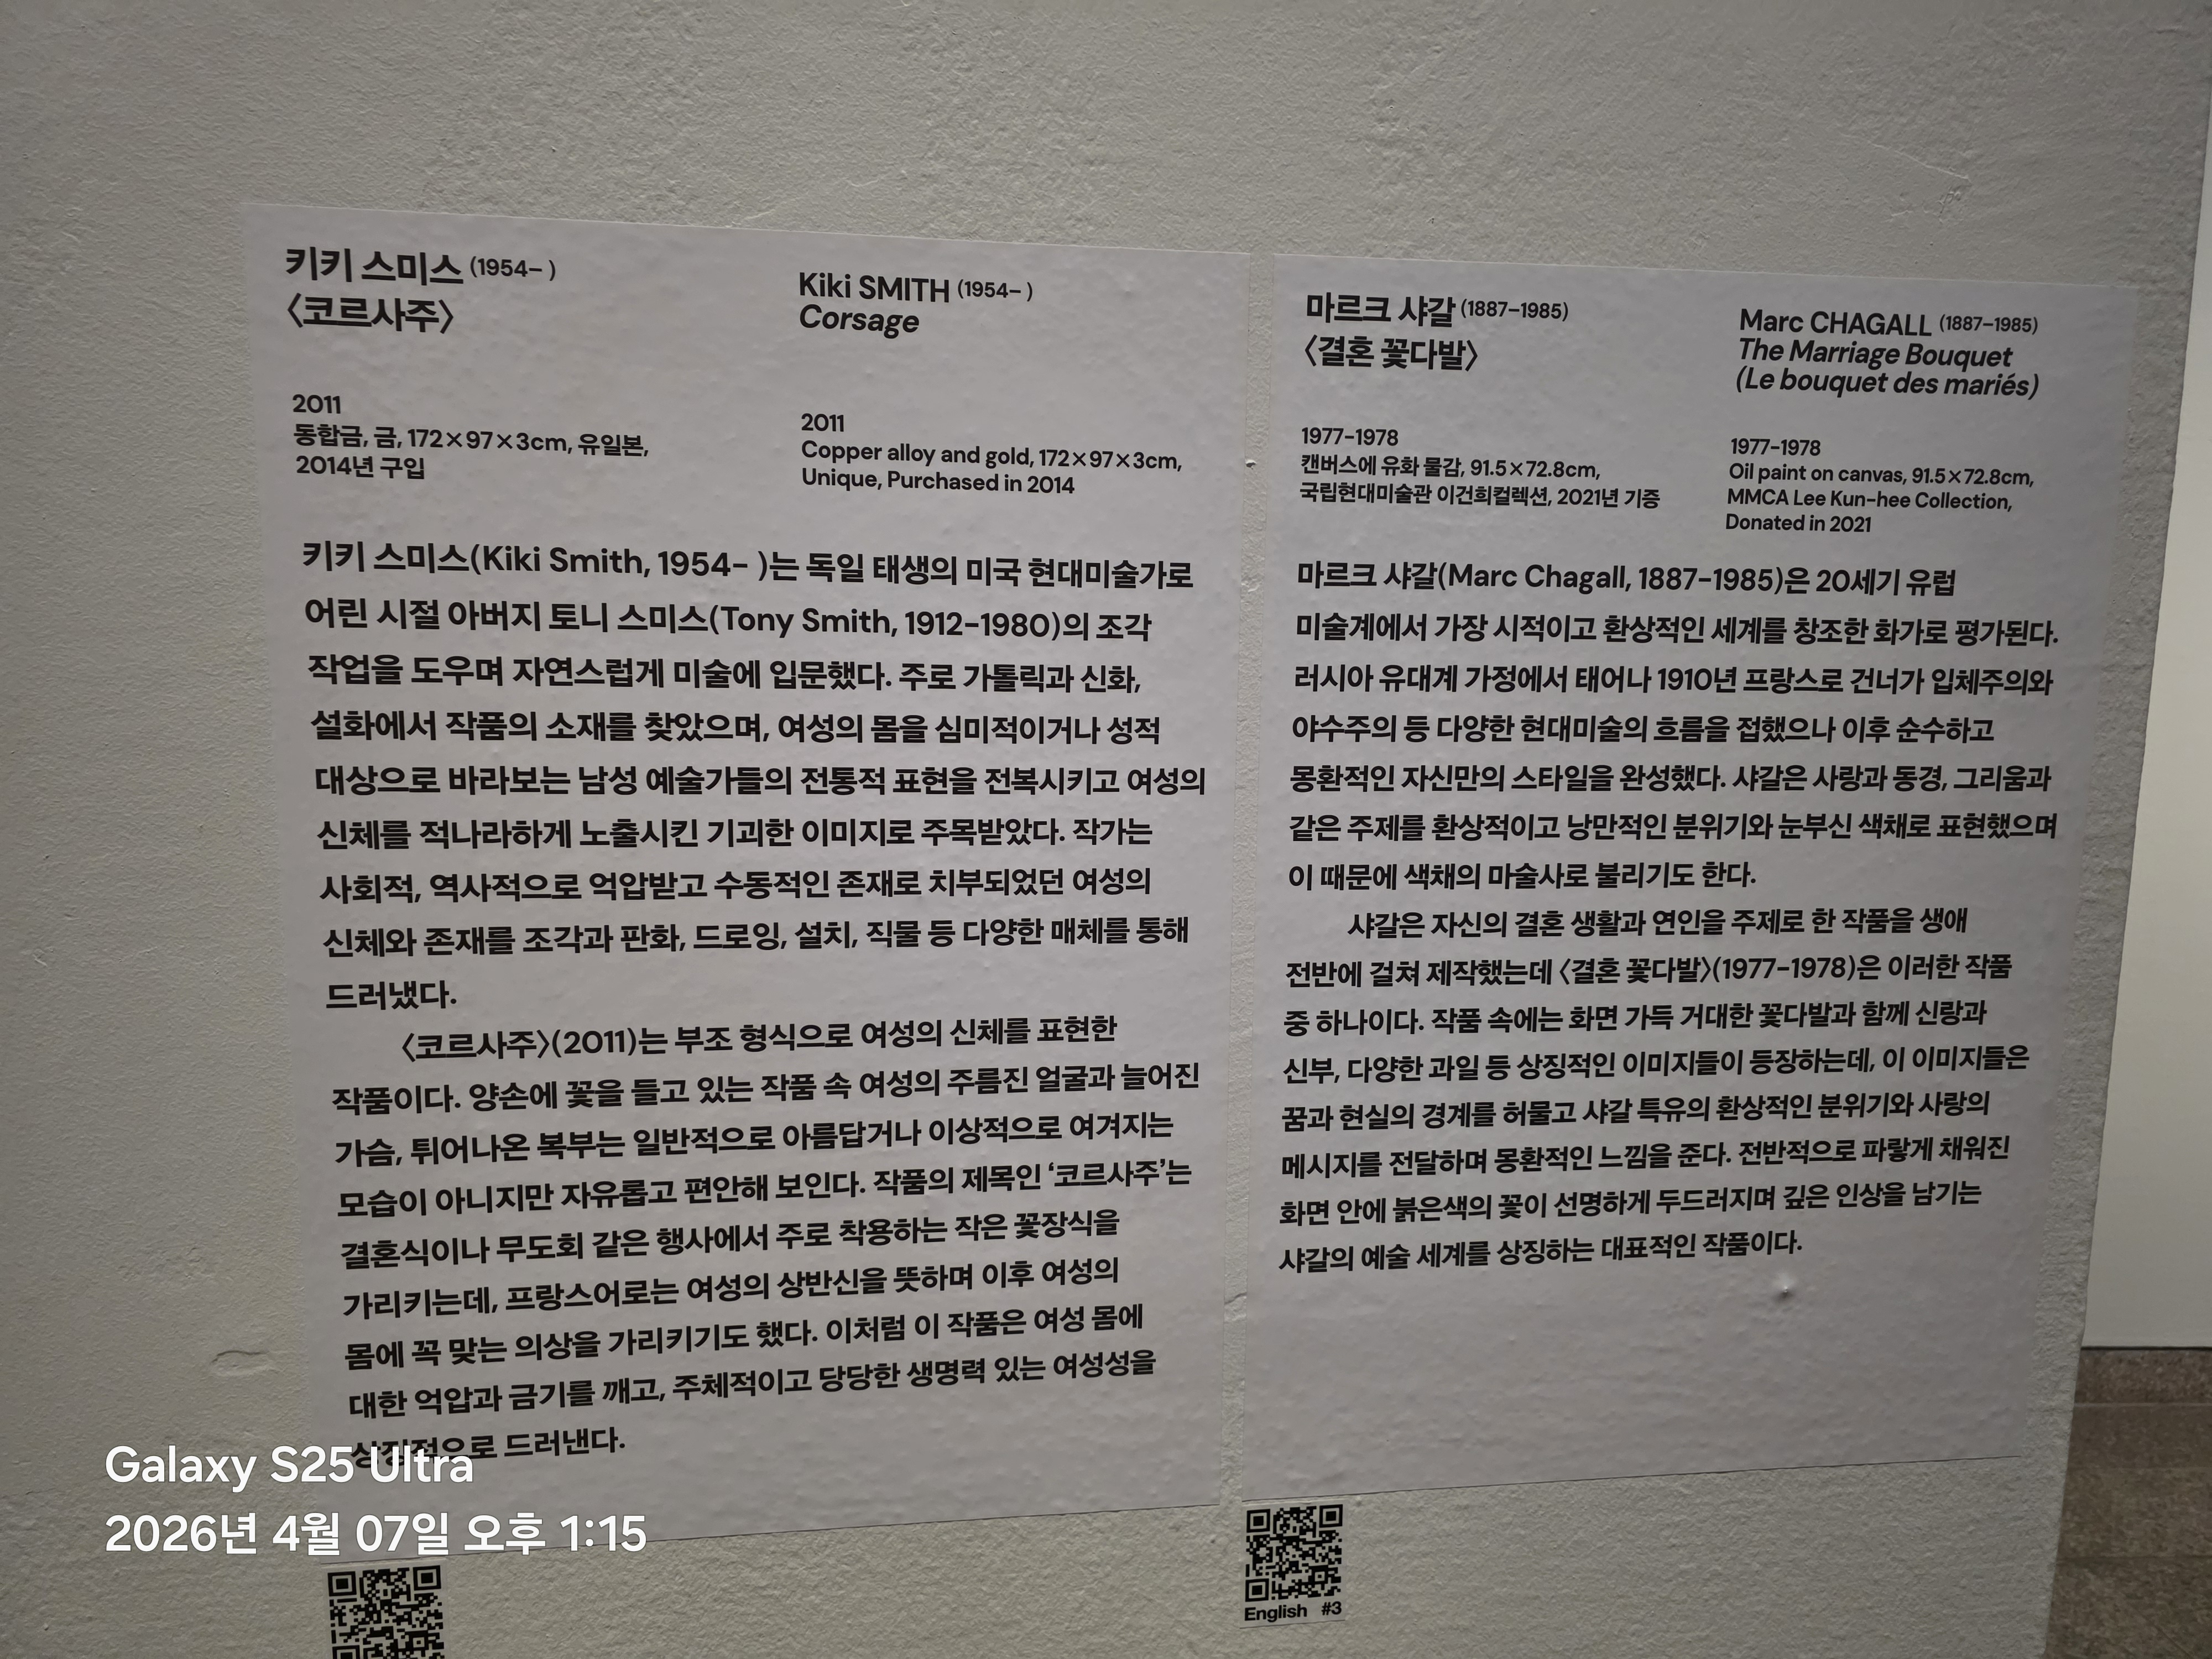 키키 스미스 (1954– )
〈코르사주〉
Kiki SMITH (1954– )
Corsage
2011
동합금, 금, 172×97×3cm, 유일본,
2014년 구입
2011
Copper alloy and gold, 172×97×3cm,
Unique, Purchased in 2014
키키 스미스(Kiki Smith, 1954- )는 독일 태생의 미국 현대미술가로
어린 시절 아버지 토니 스미스(Tony Smith, 1912-1980)의 조각
작업을 도우며 자연스럽게 미술에 입문했다. 주로 가톨릭과 신화,
설화에서 작품의 소재를 찾았으며, 여성의 몸을 심미적이거나 성적
대상으로 바라보는 남성 예술가들의 전통적 표현을 전복시키고 여성의
신체를 적나라하게 노출시킨 기괴한 이미지로 주목받았다. 작가는
사회적, 역사적으로 억압받고 수동적인 존재로 치부되었던 여성의
신체와 존재를 조각과 판화, 드로잉, 설치, 직물 등 다양한 매체를 통해
드러냈다.
〈코르사주〉(2011)는 부조 형식으로 여성의 신체를 표현한
작품이다. 양손에 꽃을 들고 있는 작품 속 여성의 주름진 얼굴과 늘어진
가슴, 튀어나온 복부는 일반적으로 아름답거나 이상적으로 여겨지는
모습이 아니지만 자유롭고 편안해 보인다. 작품의 제목인 ‘코르사주’는
결혼식이나 무도회 같은 행사에서 주로 착용하는 작은 꽃장식을
가리키는데, 프랑스어로는 여성의 상반신을 뜻하며 이후 여성의
몸에 꼭 맞는 의상을 가리키기도 했다. 이처럼 이 작품은 여성 몸에
대한 억압과 금기를 깨고, 주체적이고 당당한 생명력 있는 여성성을
상징적으로 드러낸다.
마르크 샤갈 (1887–1985)
〈결혼 꽃다발〉
Marc CHAGALL (1887–1985)
The Marriage Bouquet
(Le bouquet des mariés)
1977-1978
캔버스에 유화 물감, 91.5×72.8cm,
국립현대미술관 이건희컬렉션, 2021년 기증
1977-1978
Oil paint on canvas, 91.5×72.8cm,
MMCA Lee Kun-hee Collection,
Donated in 2021
마르크 샤갈(Marc Chagall, 1887-1985)은 20세기 유럽
미술계에서 가장 시적이고 환상적인 세계를 창조한 화가로 평가된다.
러시아 유대계 가정에서 태어나 1910년 프랑스로 건너가 입체주의와
야수주의 등 다양한 현대미술의 흐름을 접했으나 이후 순수하고
몽환적인 자신만의 스타일을 완성했다. 샤갈은 사랑과 동경, 그리움과
같은 주제를 환상적이고 낭만적인 분위기와 눈부신 색채로 표현했으며
이 때문에 색채의 마술사로 불리기도 한다.
샤갈은 자신의 결혼 생활과 연인을 주제로 한 작품을 생애
전반에 걸쳐 제작했는데 〈결혼 꽃다발〉(1977-1978)은 이러한 작품
중 하나이다. 작품 속에는 화면 가득 거대한 꽃다발과 함께 신랑과
신부, 다양한 과일 등 상징적인 이미지들이 등장하는데, 이 이미지들은
꿈과 현실의 경계를 허물고 샤갈 특유의 환상적인 분위기와 사랑의
메시지를 전달하며 몽환적인 느낌을 준다. 전반적으로 파랗게 채워진
화면 안에 붉은색의 꽃이 선명하게 두드러지며 깊은 인상을 남기는
샤갈의 예술 세계를 상징하는 대표적인 작품이다.
Galaxy S25 Ultra
2026년 4월 07일 오후 1:15
English #3